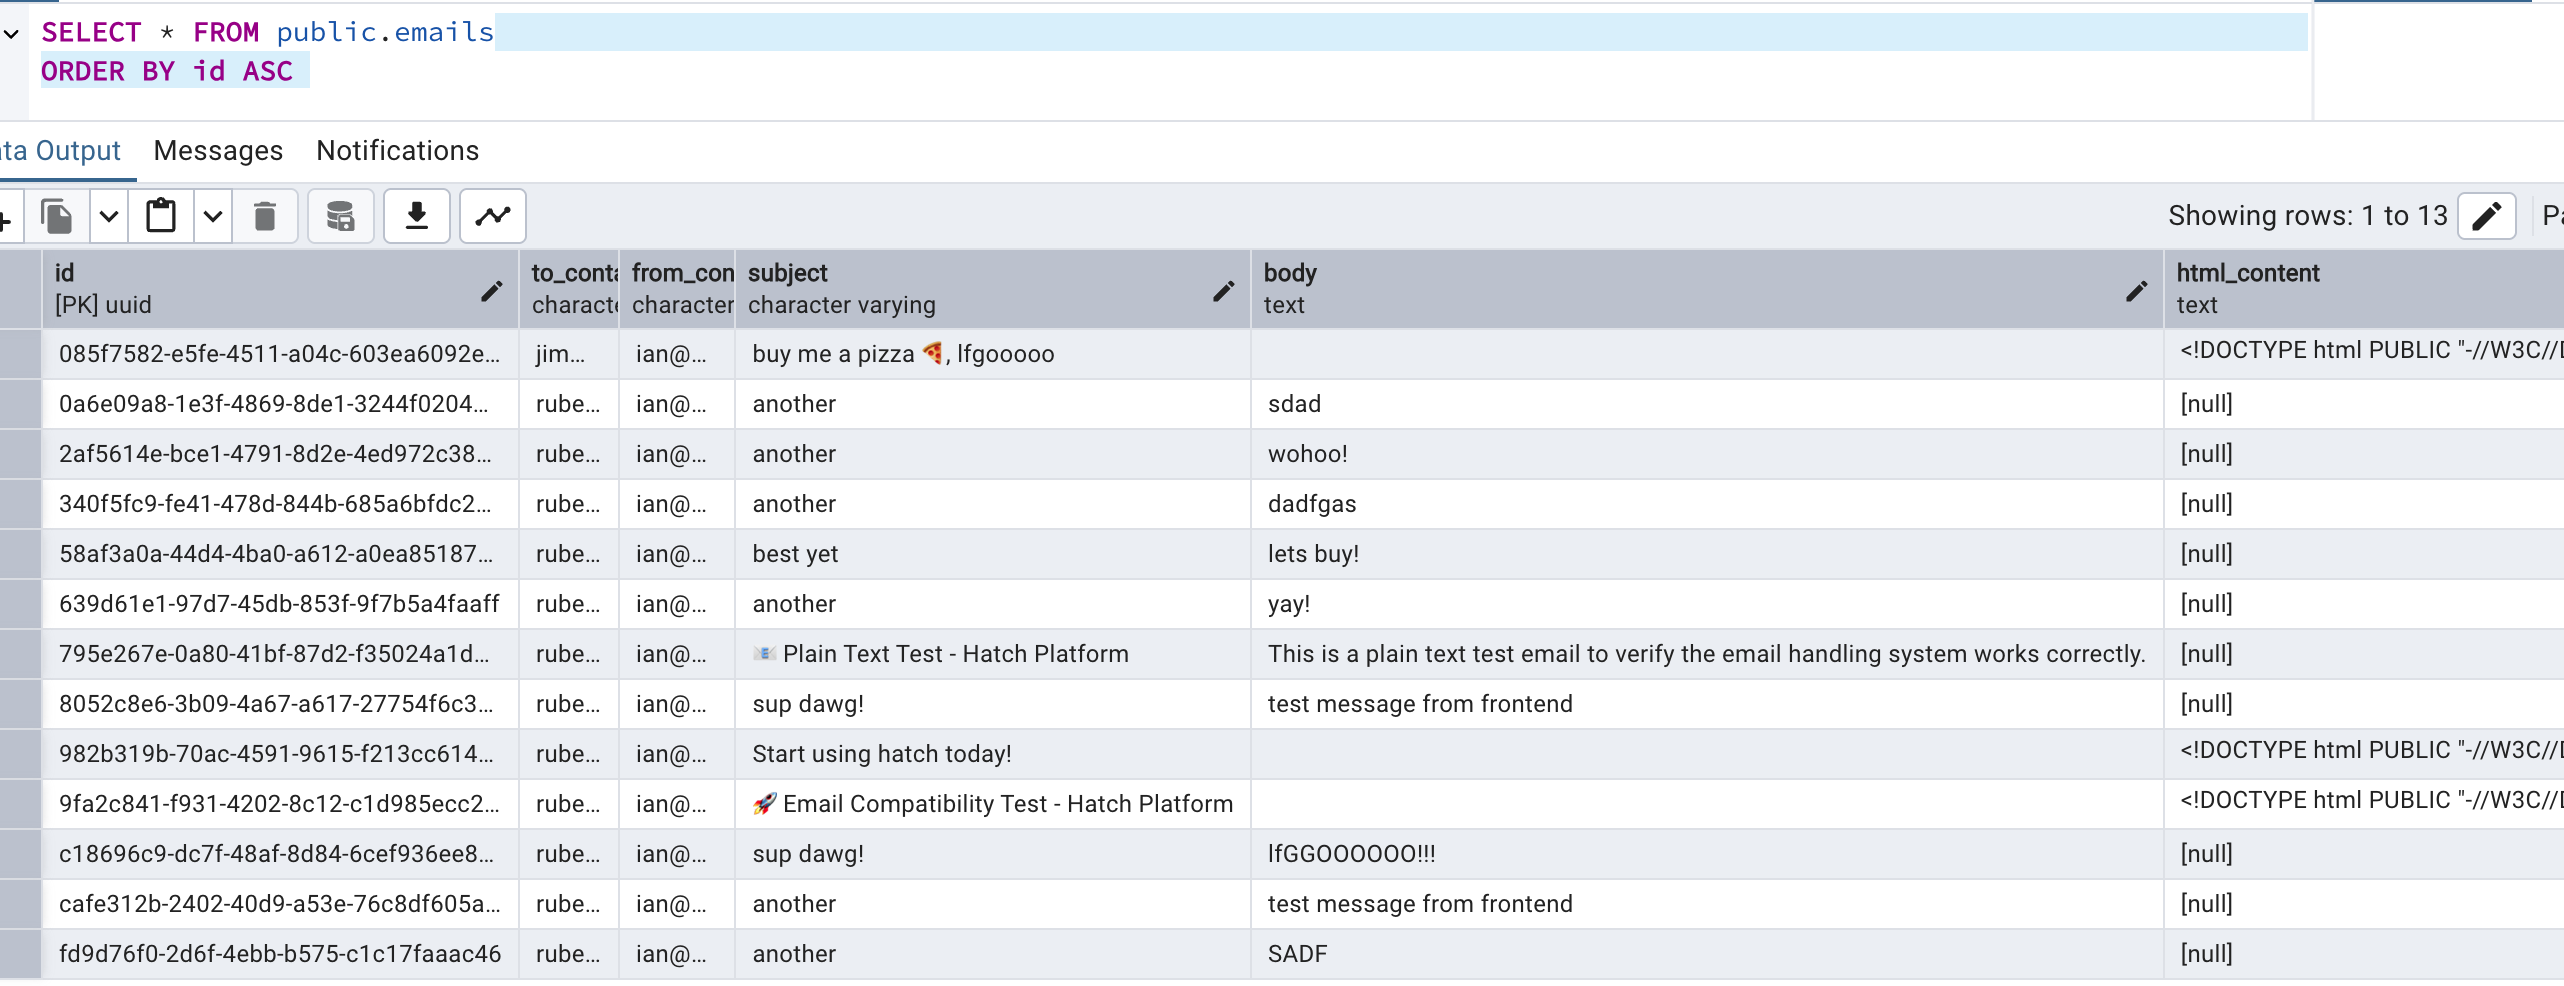 SELECT * FROM public.emails
ORDER BY id ASC
ta Output Messages Notifications
Showing rows: 1 to 13
id to_conta from_con subject body html_content
[PK] uuid characte character character varying text text
085f7582-e5fe-4511-a04c-603ea6092e... jim... ian@... buy me a pizza 🍕, lfgooooo <!DOCTYPE html PUBLIC "-//W3C//D
0a6e09a8-1e3f-4869-8de1-3244f0204... rube... ian@... another sdad [null]
2af5614e-bce1-4791-8d2e-4ed972c38... rube... ian@... another wohoo! [null]
340f5fc9-fe41-478d-844b-685a6bfdc2... rube... ian@... another dadfgas [null]
58af3a0a-44d4-4ba0-a612-a0ea85187... rube... ian@... best yet lets buy! [null]
639d61e1-97d7-45db-853f-9f7b5a4faaff rube... ian@... another yay! [null]
795e267e-0a80-41bf-87d2-f35024a1d... rube... ian@... 📧 Plain Text Test - Hatch Platform This is a plain text test email to verify the email handling system works correctly. [null]
8052c8e6-3b09-4a67-a617-27754f6c3... rube... ian@... sup dawg! test message from frontend [null]
982b319b-70ac-4591-9615-f213cc614... rube... ian@... Start using hatch today! <!DOCTYPE html PUBLIC "-//W3C//D
9fa2c841-f931-4202-8c12-c1d985ecc2... rube... ian@... 🚀 Email Compatibility Test - Hatch Platform <!DOCTYPE html PUBLIC "-//W3C//D
c18696c9-dc7f-48af-8d84-6cef936ee8... rube... ian@... sup dawg! lfGGOOOOOO!!! [null]
cafe312b-2402-40d9-a53e-76c8df605a... rube... ian@... another test message from frontend [null]
fd9d76f0-2d6f-4ebb-b575-c1c17faaac46 rube... ian@... another SADF [null]